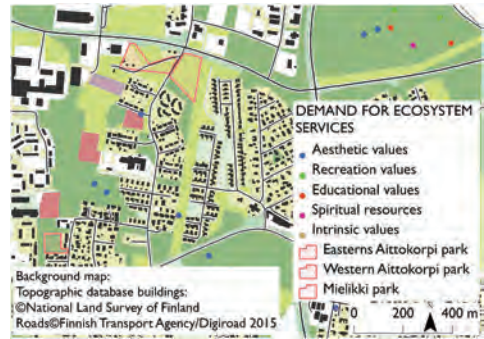 DEMAND FOR ECOSYSTEM
SERVICES
Aesthetic values
Recreation values
Educational values
Spiritual resources
Intrinsic values
Easterns Aittokorpi park
Western Aittokorpi park
Mielikki park
Background map:
Topographic database buildings:
©National Land Survey of Finland
Roads©Finnish Transport Agency/Digiroad 2015
0 200 400 m